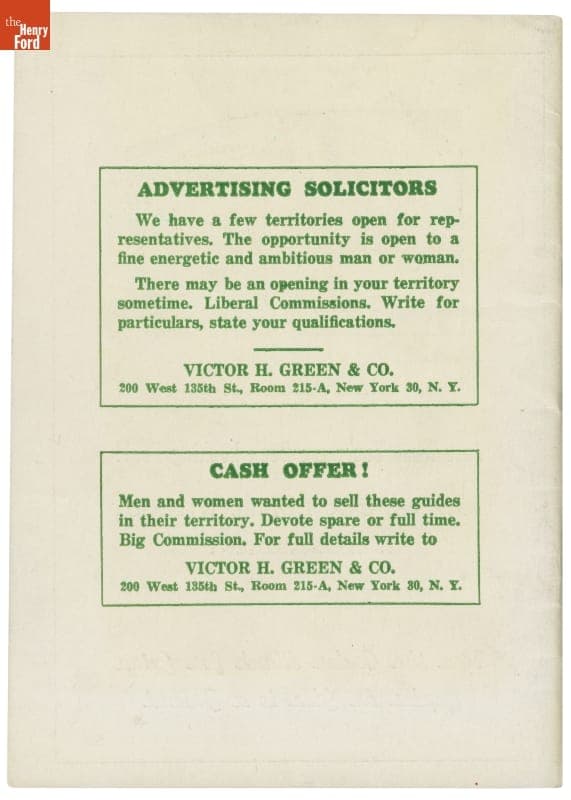 the
Henry
Ford
ADVERTISING SOLICITORS
We have a few territories open for rep-
resentatives. The opportunity is open to a
fine energetic and ambitious man or woman.
There may be an opening in your territory
sometime. Liberal Commissions. Write for
particulars, state your qualifications.
VICTOR H. GREEN & CO.
200 West 135th St., Room 215-A, New York 30, N. Y.
CASH OFFER!
Men and women wanted to sell these guides
in their territory. Devote spare or full time.
Big Commission. For full details write to
VICTOR H. GREEN & CO.
200 West 135th St., Room 215-A, New York 30, N. Y.